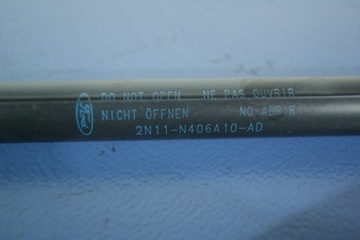 DO NOT OPEN NE PAS OUVRIR
Ford NICHT ÖFFNEN NO ABRIR
2N11-N406A10-AD